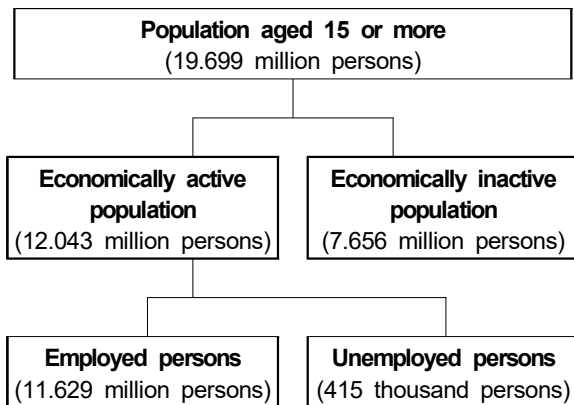 Population aged 15 or more
(19.699 million persons)
Economically active
population
(12.043 million persons)
Economically inactive
population
(7.656 million persons)
Employed persons
(11.629 million persons)
Unemployed persons
(415 thousand persons)